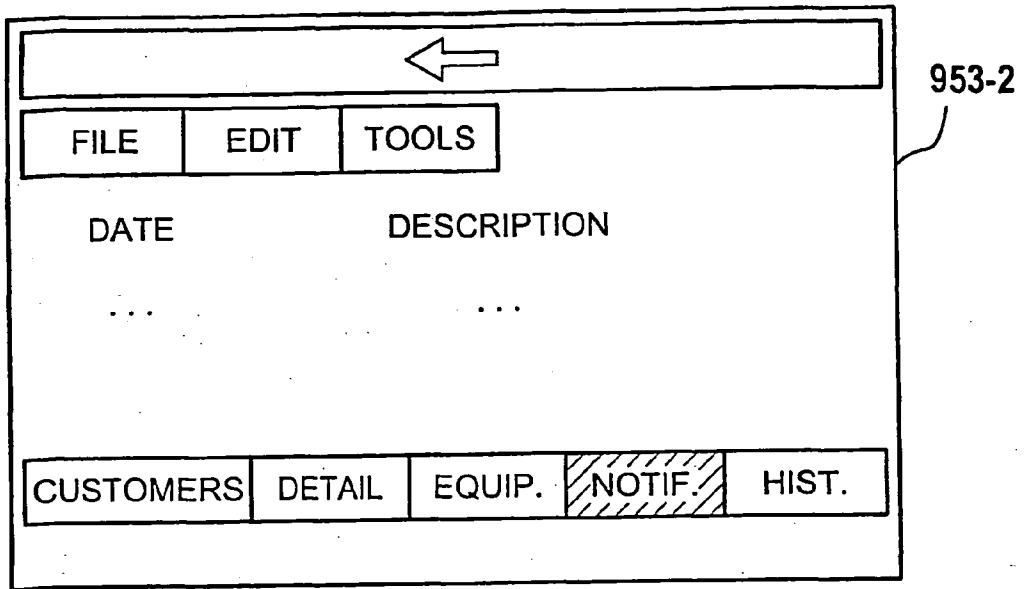 953-2
FILE EDIT TOOLS
DATE DESCRIPTION
... ...
CUSTOMERS DETAIL EQUIP. NOTIF. HIST.